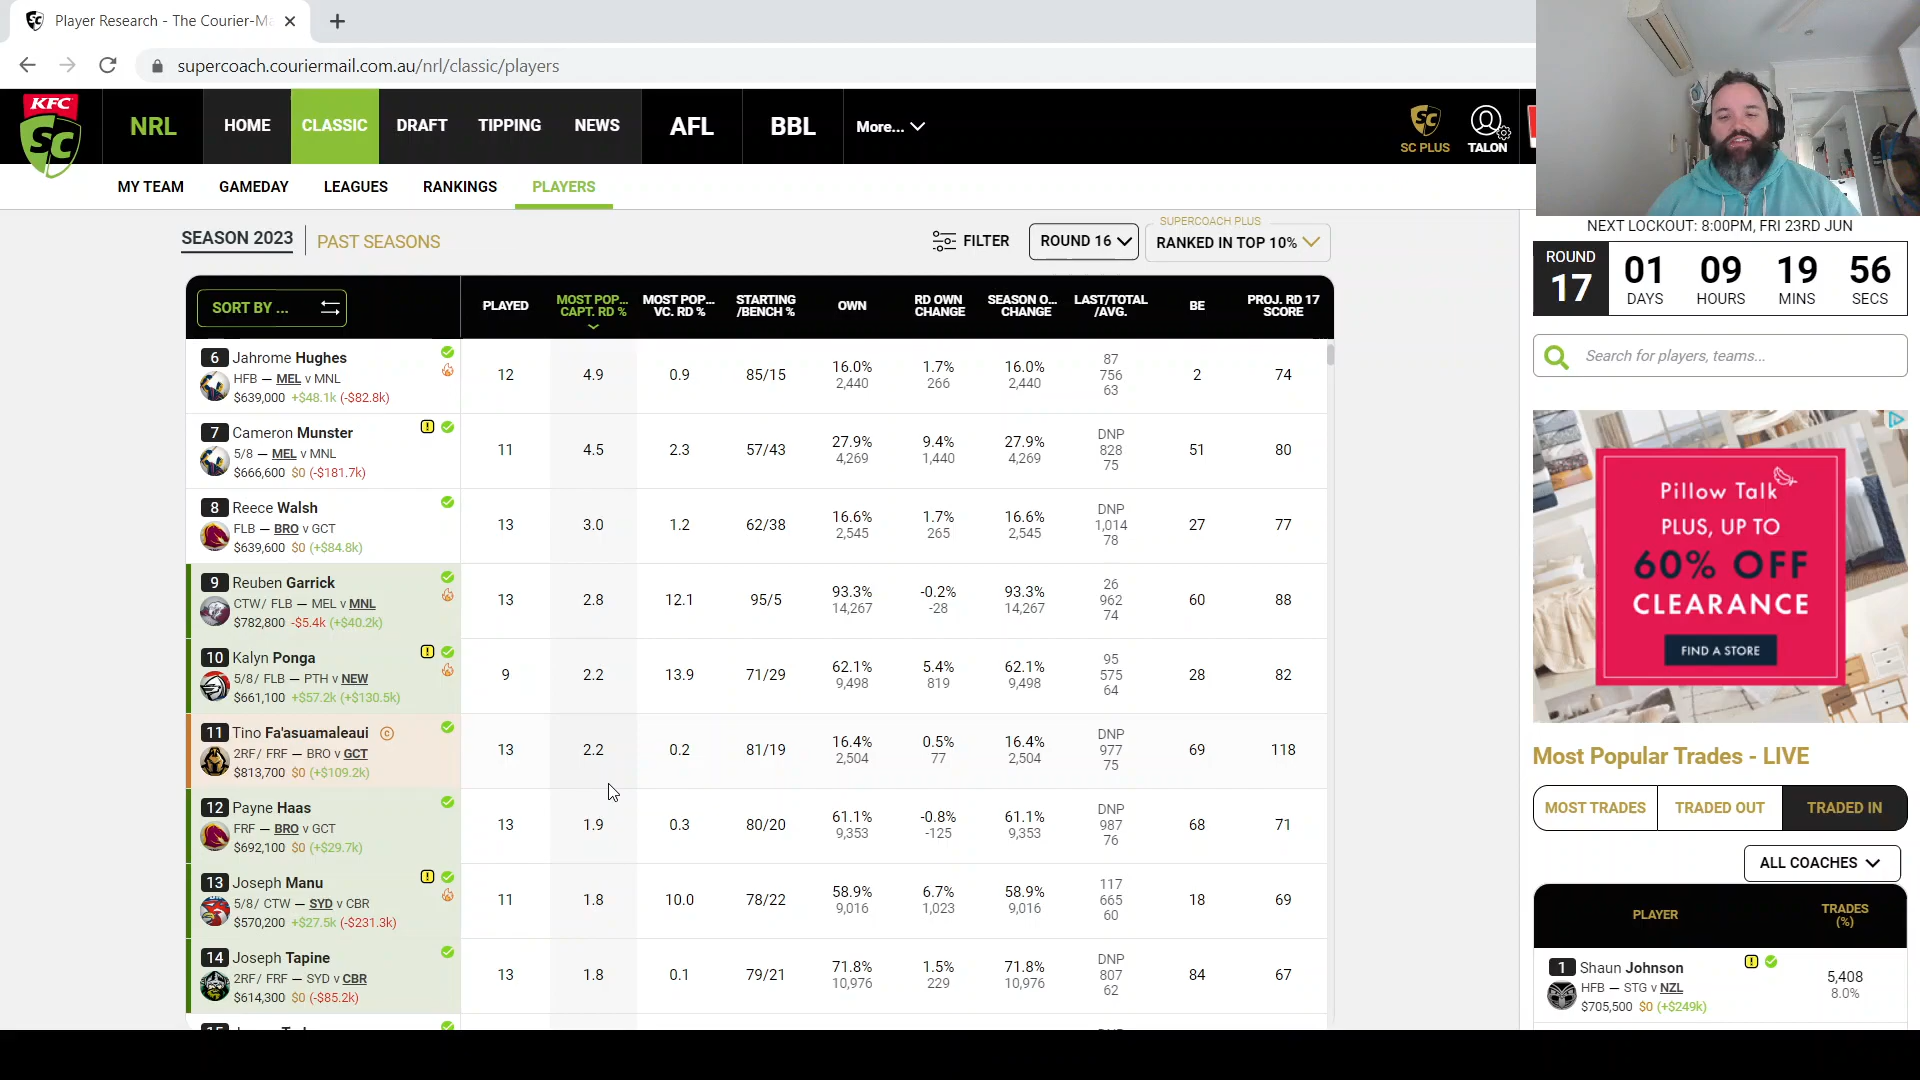 Player Research - The Courier-Ma
supercoach.couriermail.com.au/nrl/classic/players
KFC
SC
NRL
HOME
CLASSIC
DRAFT
TIPPING
NEWS
AFL
BBL
More...
SC
SC PLUS
TALON
MY TEAM
GAMEDAY
LEAGUES
RANKINGS
PLAYERS
SEASON 2023
PAST SEASONS
FILTER
ROUND 16
SUPERCOACH PLUS
RANKED IN TOP 10%
SORT BY ...
PLAYED
MOST POP... CAPT. RD %
MOST POP... VC. RD %
STARTING /BENCH %
OWN
RD OWN CHANGE
SEASON O... CHANGE
LAST/TOTAL /AVG.
BE
PROJ. RD 17 SCORE
6 Jahrome Hughes
HFB — MEL v MNL
$639,000 +$48.1k (-$82.8k)
12 4.9 0.9 85/15 16.0% 2,440 1.7% 266 16.0% 2,440 87 756 63 2 74
7 Cameron Munster
5/8 — MEL v MNL
$666,600 $0 (-$181.7k)
11 4.5 2.3 57/43 27.9% 4,269 9.4% 1,440 27.9% 4,269 DNP 828 75 51 80
8 Reece Walsh
FLB — BRO v GCT
$639,600 $0 (+$84.8k)
13 3.0 1.2 62/38 16.6% 2,545 1.7% 265 16.6% 2,545 DNP 1,014 78 27 77
9 Reuben Garrick
CTW/ FLB — MEL v MNL
$782,800 -$5.4k (+$40.2k)
13 2.8 12.1 95/5 93.3% 14,267 -0.2% -28 93.3% 14,267 26 962 74 60 88
10 Kalyn Ponga
5/8/ FLB — PTH v NEW
$661,100 +$57.2k (+$130.5k)
9 2.2 13.9 71/29 62.1% 9,498 5.4% 819 62.1% 9,498 95 575 64 28 82
11 Tino Fa'asuamaleaui C
2RF/ FRF — BRO v GCT
$813,700 $0 (+$109.2k)
13 2.2 0.2 81/19 16.4% 2,504 0.5% 77 16.4% 2,504 DNP 977 75 69 118
12 Payne Haas
FRF — BRO v GCT
$692,100 $0 (+$29.7k)
13 1.9 0.3 80/20 61.1% 9,353 -0.8% -125 61.1% 9,353 DNP 987 76 68 71
13 Joseph Manu
5/8/ CTW — SYD v CBR
$570,200 +$27.5k (-$231.3k)
11 1.8 10.0 78/22 58.9% 9,016 6.7% 1,023 58.9% 9,016 117 665 60 18 69
14 Joseph Tapine
2RF/ FRF — SYD v CBR
$614,300 $0 (-$85.2k)
13 1.8 0.1 79/21 71.8% 10,976 1.5% 229 71.8% 10,976 DNP 807 62 84 67
NEXT LOCKOUT: 8:00PM, FRI 23RD JUN
ROUND 17
01 DAYS
09 HOURS
19 MINS
56 SECS
Search for players, teams...
Pillow Talk
PLUS, UP TO
60% OFF
CLEARANCE
FIND A STORE
Most Popular Trades - LIVE
MOST TRADES
TRADED OUT
TRADED IN
ALL COACHES
PLAYER
TRADES (%)
1 Shaun Johnson
HFB — STG v NZL
$705,500 $0 (+$249k)
5,408
8.0%